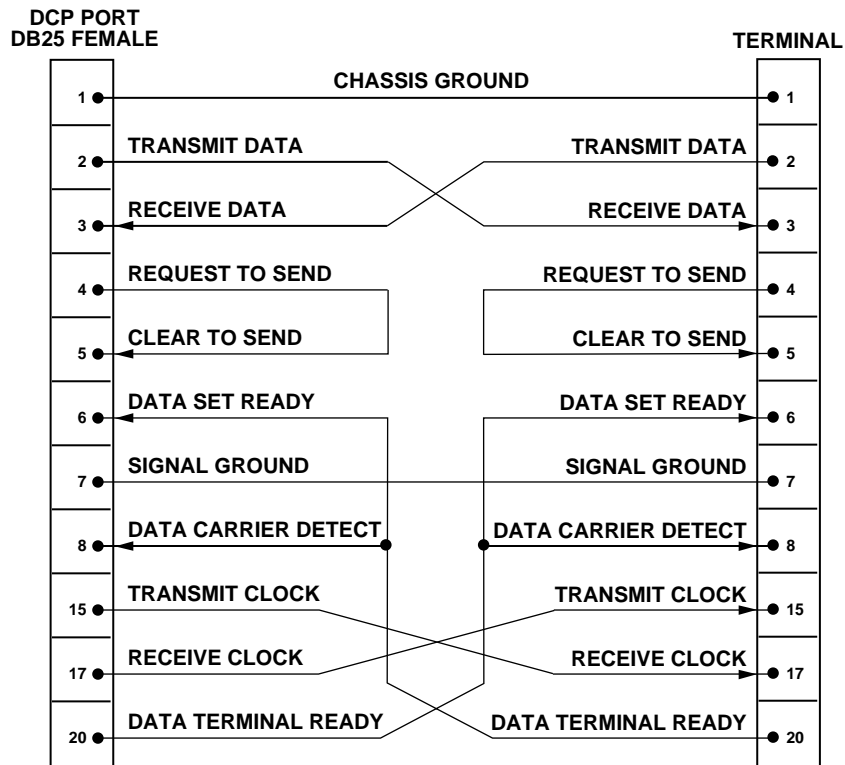 DCP PORT
DB25 FEMALE
TERMINAL
1 CHASSIS GROUND 1
2 TRANSMIT DATA TRANSMIT DATA 2
3 RECEIVE DATA RECEIVE DATA 3
4 REQUEST TO SEND REQUEST TO SEND 4
5 CLEAR TO SEND CLEAR TO SEND 5
6 DATA SET READY DATA SET READY 6
7 SIGNAL GROUND SIGNAL GROUND 7
8 DATA CARRIER DETECT DATA CARRIER DETECT 8
15 TRANSMIT CLOCK TRANSMIT CLOCK 15
17 RECEIVE CLOCK RECEIVE CLOCK 17
20 DATA TERMINAL READY DATA TERMINAL READY 20